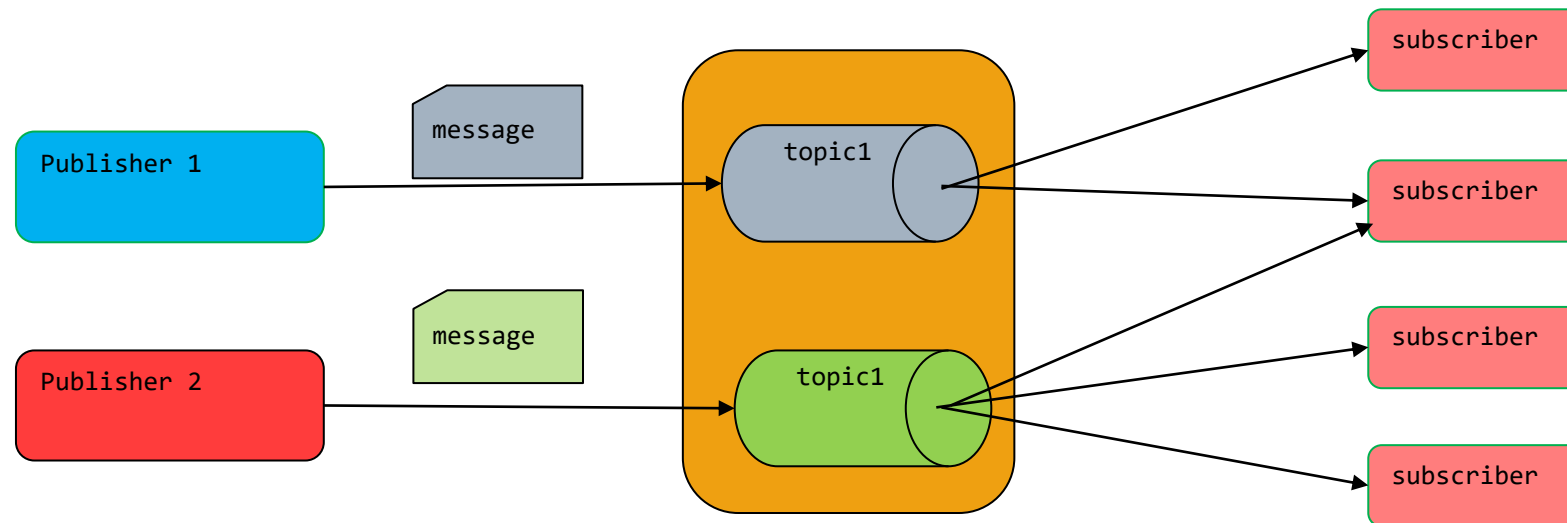 subscriber
message
topic1
Publisher 1
subscriber
message
subscriber
Publisher 2
topic1
subscriber